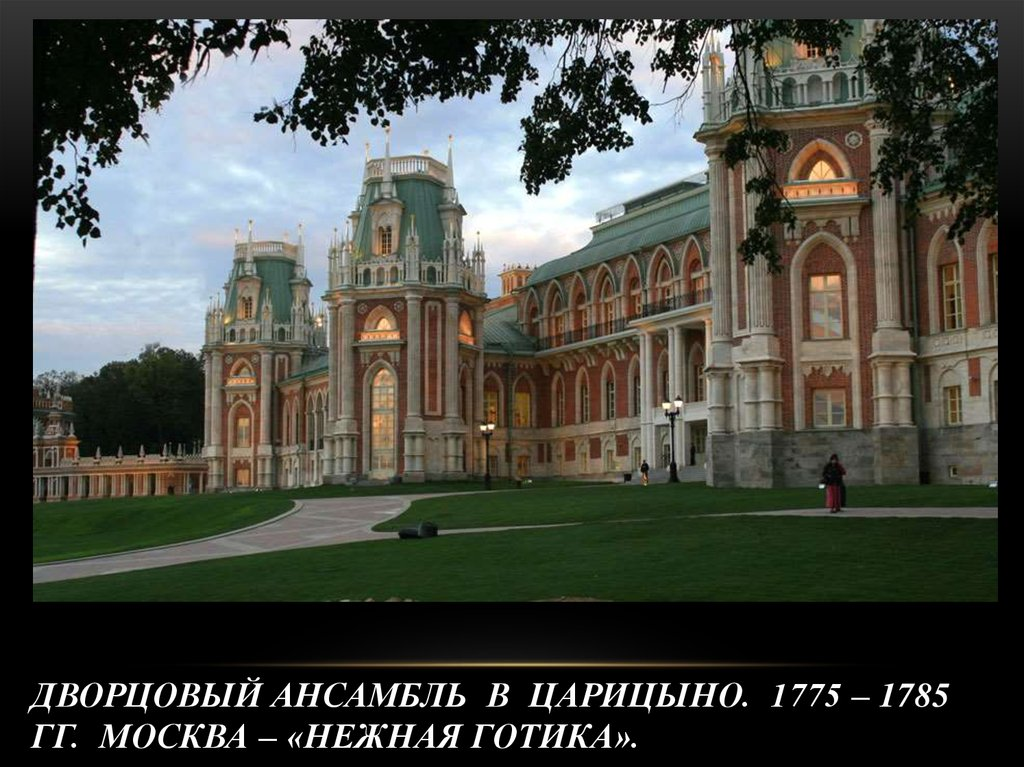 ДВОРЦОВЫЙ АНСАМБЛЬ В ЦАРИЦЫНО. 1775 – 1785
ГГ. МОСКВА – «НЕЖНАЯ ГОТИКА».